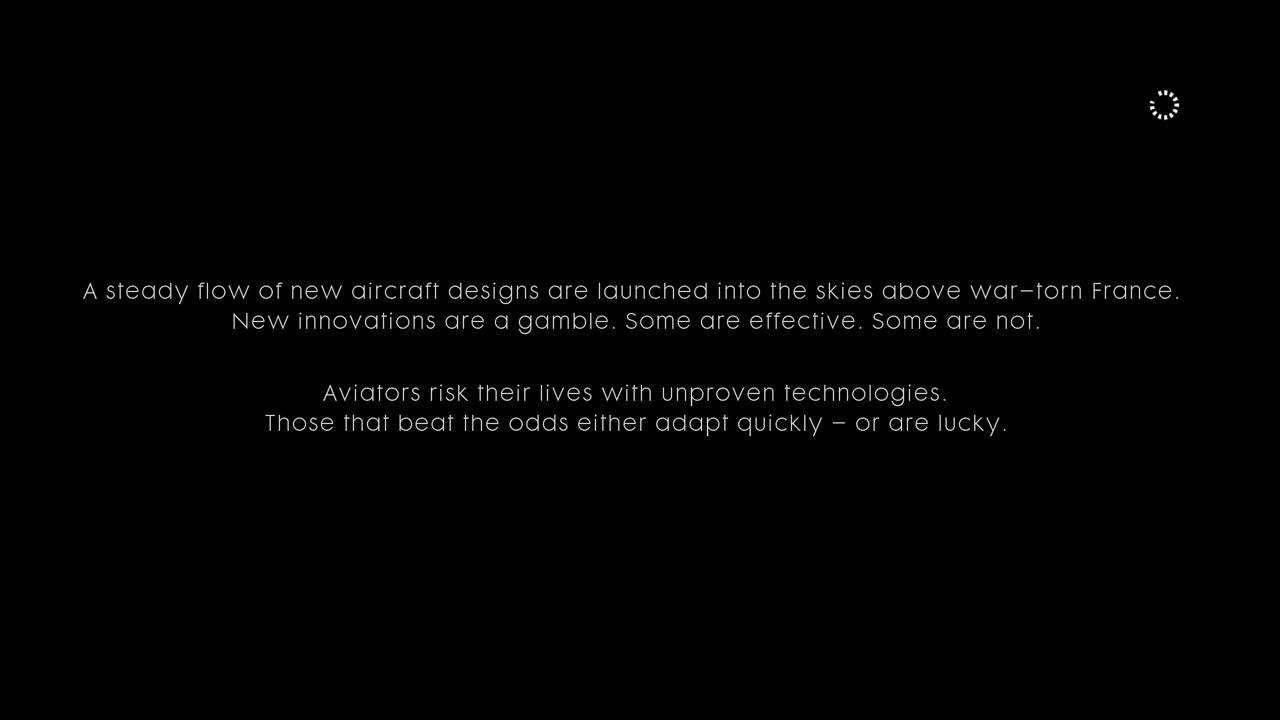 A steady flow of new aircraft designs are launched into the skies above war-torn France.
New innovations are a gamble. Some are effective. Some are not.
Aviators risk their lives with unproven technologies.
Those that beat the odds either adapt quickly – or are lucky.